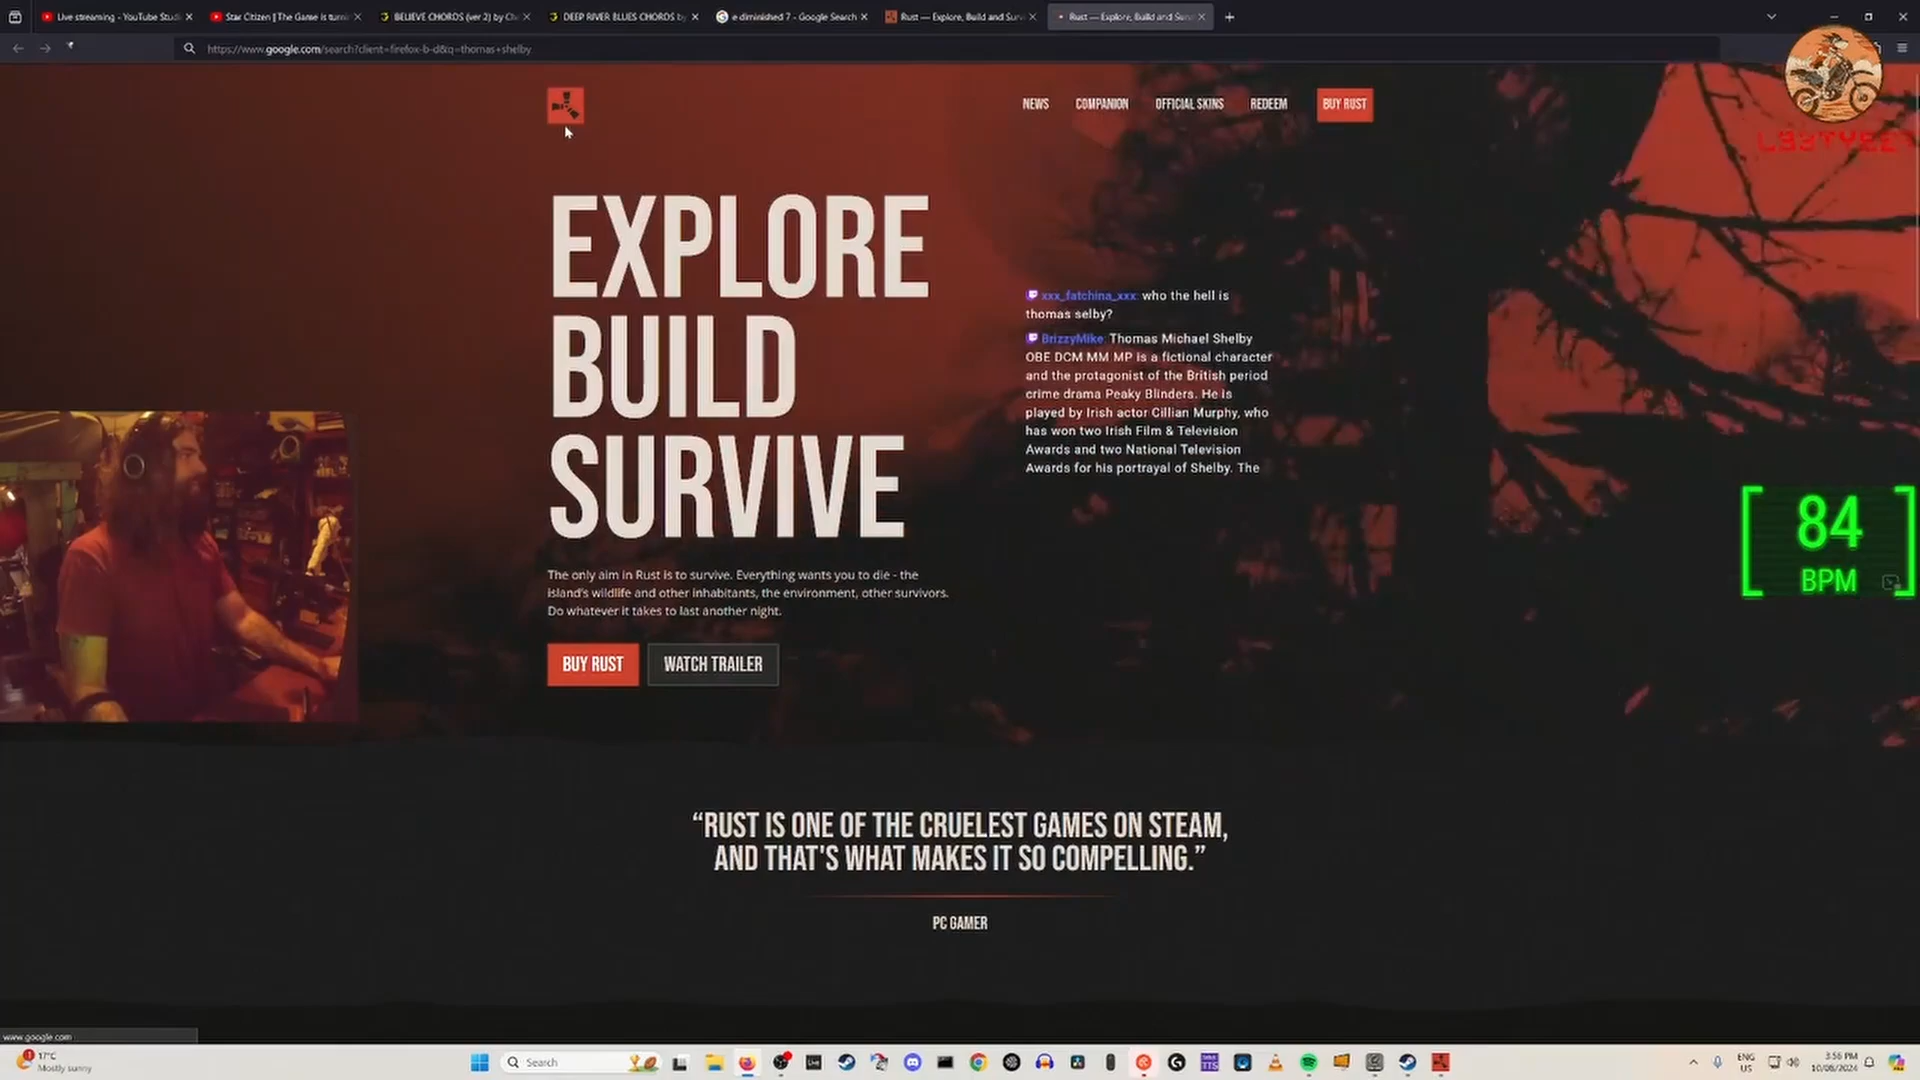 Live streaming - YouTube Studi
Star Citizen | The Game is turni
BELIEVE CHORDS (ver 2) by Ch
DEEP RIVER BLUES CHORDS by
e diminished 7 - Google Search
Rust — Explore, Build and Survi
Rust — Explore, Build and Survi
https://www.google.com/search?client=firefox-b-d&q=thomas+shelby
NEWS
COMPANION
OFFICIAL SKINS
REDEEM
BUY RUST
L33TYEZ
EXPLORE
BUILD
SURVIVE
xxx_fatchina_xxx: who the hell is
thomas selby?
BrizzyMike: Thomas Michael Shelby
OBE DCM MM MP is a fictional character
and the protagonist of the British period
crime drama Peaky Blinders. He is
played by Irish actor Cillian Murphy, who
has won two Irish Film & Television
Awards and two National Television
Awards for his portrayal of Shelby. The
84
BPM
The only aim in Rust is to survive. Everything wants you to die - the
island's wildlife and other inhabitants, the environment, other survivors.
Do whatever it takes to last another night.
BUY RUST
WATCH TRAILER
“RUST IS ONE OF THE CRUELEST GAMES ON STEAM,
AND THAT'S WHAT MAKES IT SO COMPELLING.”
PC GAMER
www.google.com
1
17°C
Mostly sunny
Search
ENG
US
3:56 PM
10/06/2024